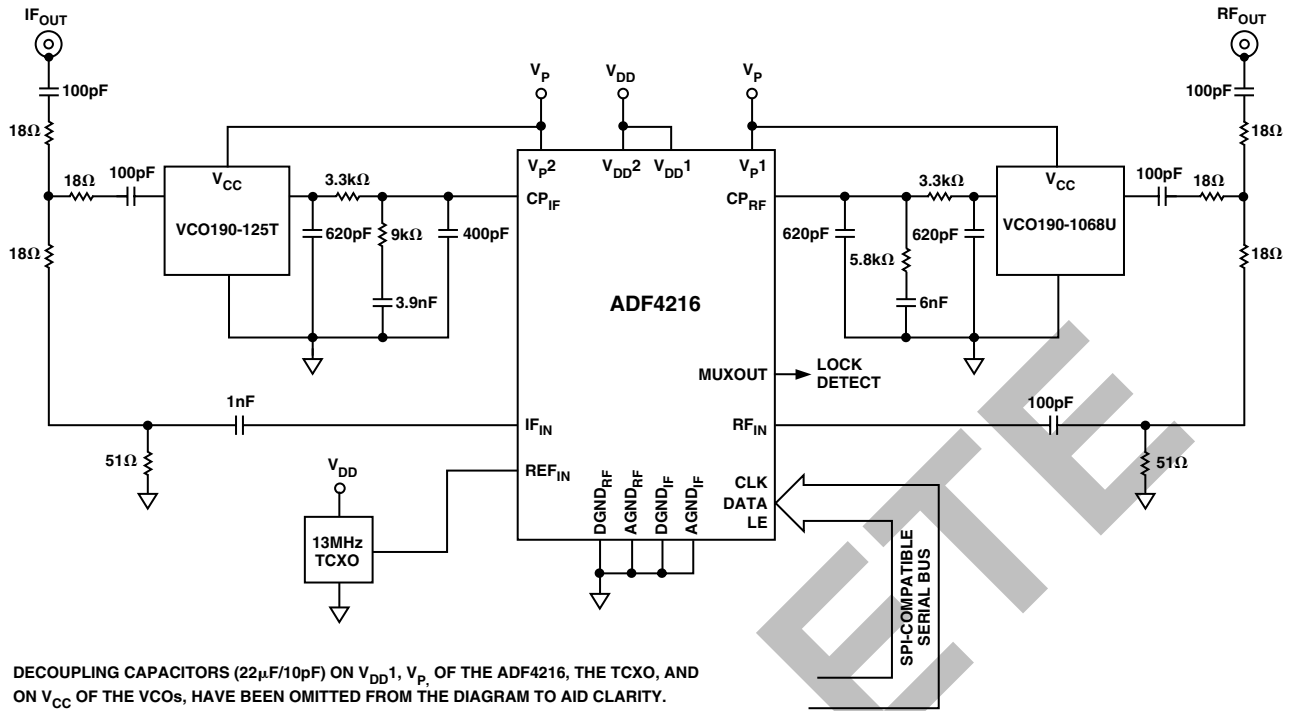 IFOUT
RFOUT
100pF
18Ω
18Ω
100pF
18Ω
VCC
VCO190-125T
3.3kΩ
620pF
9kΩ
400pF
3.9nF
VP
VDD
VP
VP2
VDD2
VDD1
VP1
CPIF
CPRF
ADF4216
MUXOUT
LOCK
DETECT
IFIN
RFIN
REFIN
CLK
DATA
LE
DGNDRF
AGNDRF
DGNDIF
AGNDIF
620pF
5.8kΩ
6nF
3.3kΩ
620pF
VCC
VCO190-1068U
100pF
18Ω
100pF
18Ω
18Ω
1nF
51Ω
100pF
51Ω
VDD
13MHz
TCXO
SPI-COMPATIBLE
SERIAL BUS
ETE
DECOUPLING CAPACITORS (22μF/10pF) ON VDD1, VP, OF THE ADF4216, THE TCXO, AND
ON VCC OF THE VCOs, HAVE BEEN OMITTED FROM THE DIAGRAM TO AID CLARITY.